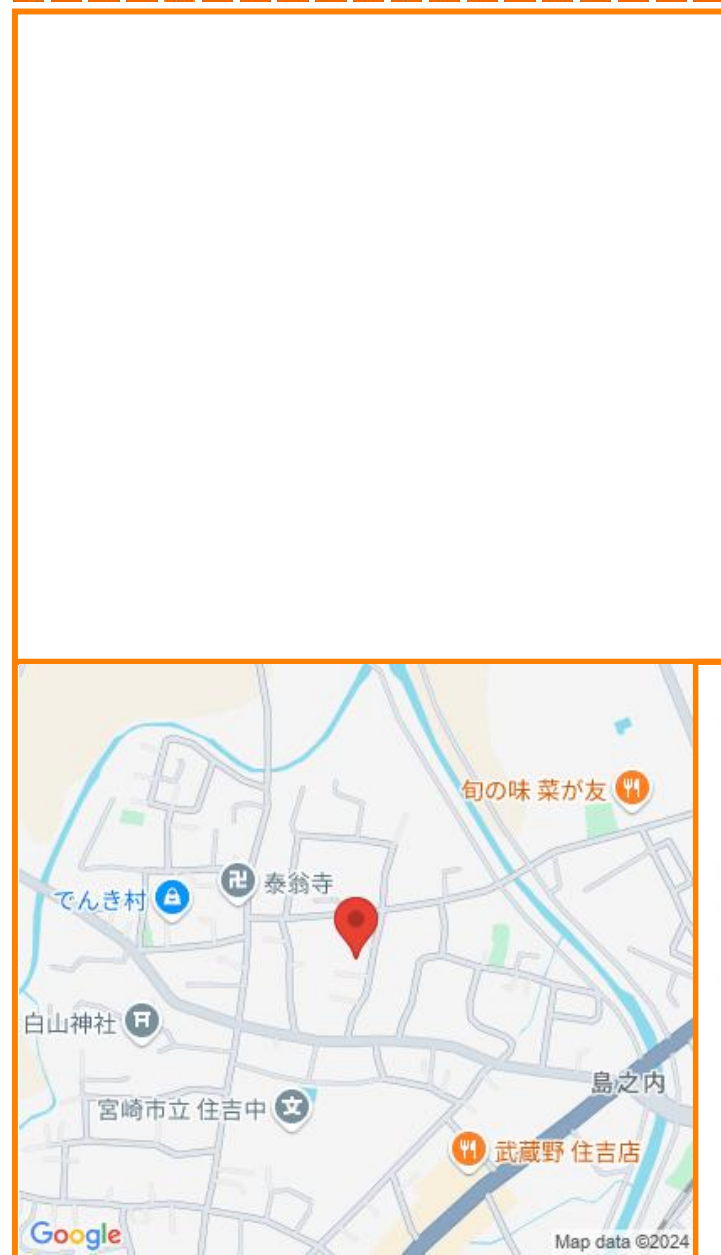 旬の味 菜が友
泰翁寺
でんき村
白山神社
島之内
宮崎市立 住吉中
文
武蔵野 住吉店
Google
Map data ©2024